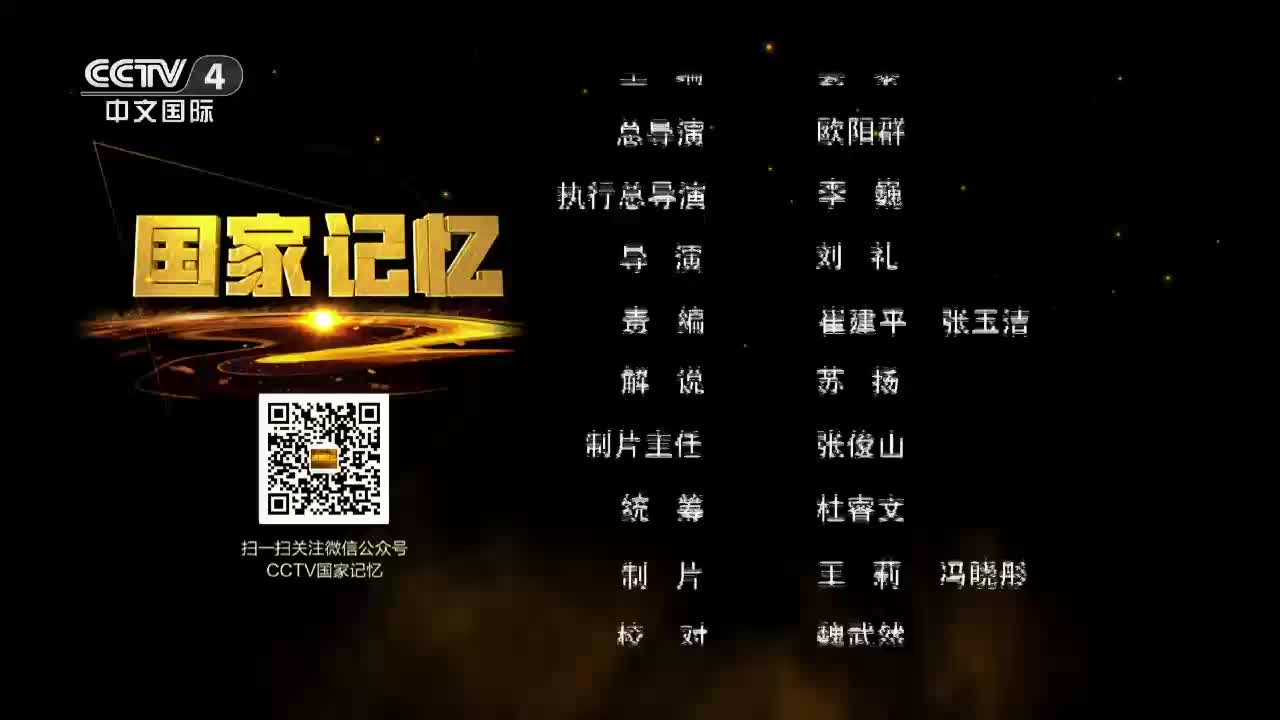 CCTV 4
中文国际
国家记忆
扫一扫关注微信公众号
CCTV国家记忆
总导演 欧阳群
执行总导演 李 巍
导 演 刘 礼
责 编 崔建平 张玉洁
解 说 苏 扬
制片主任 张俊山
统 筹 杜睿文
制 片 王 莉 冯晓彤
校 对 魏武然